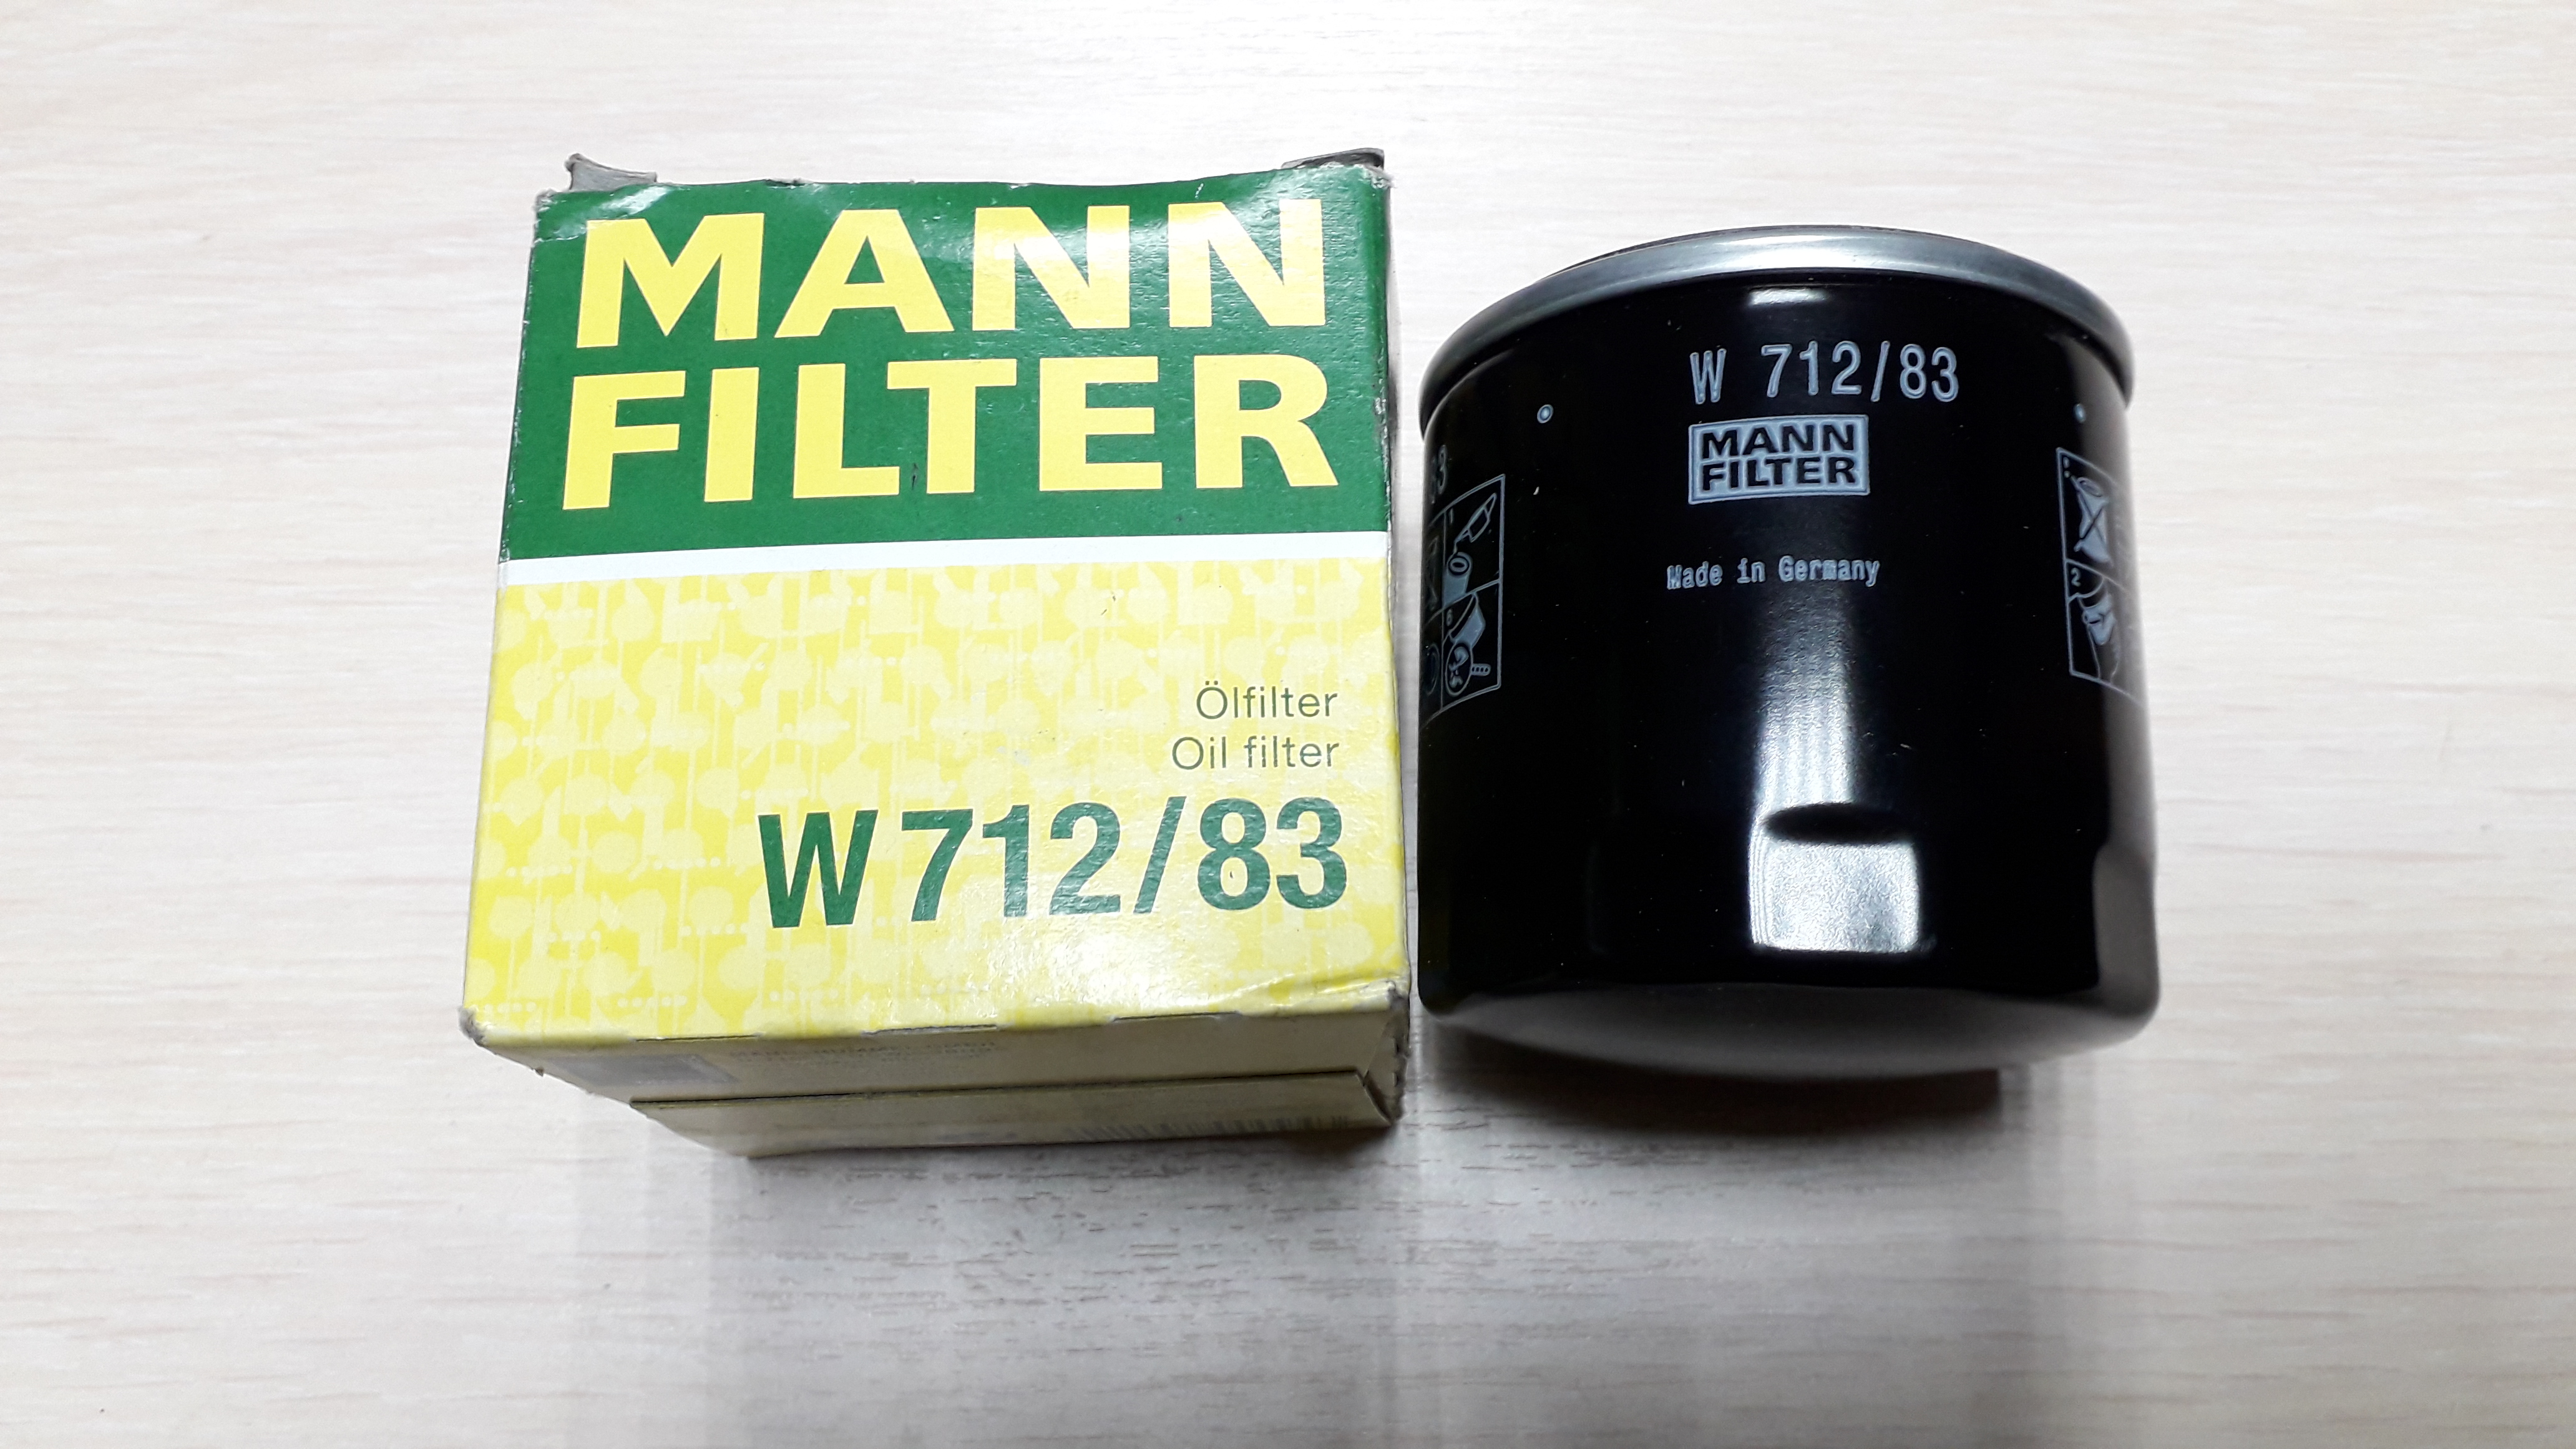 MANN
FILTER
Ölfilter
Oil filter
W 712/83
W 712/83
MANN
FILTER
Made in Germany